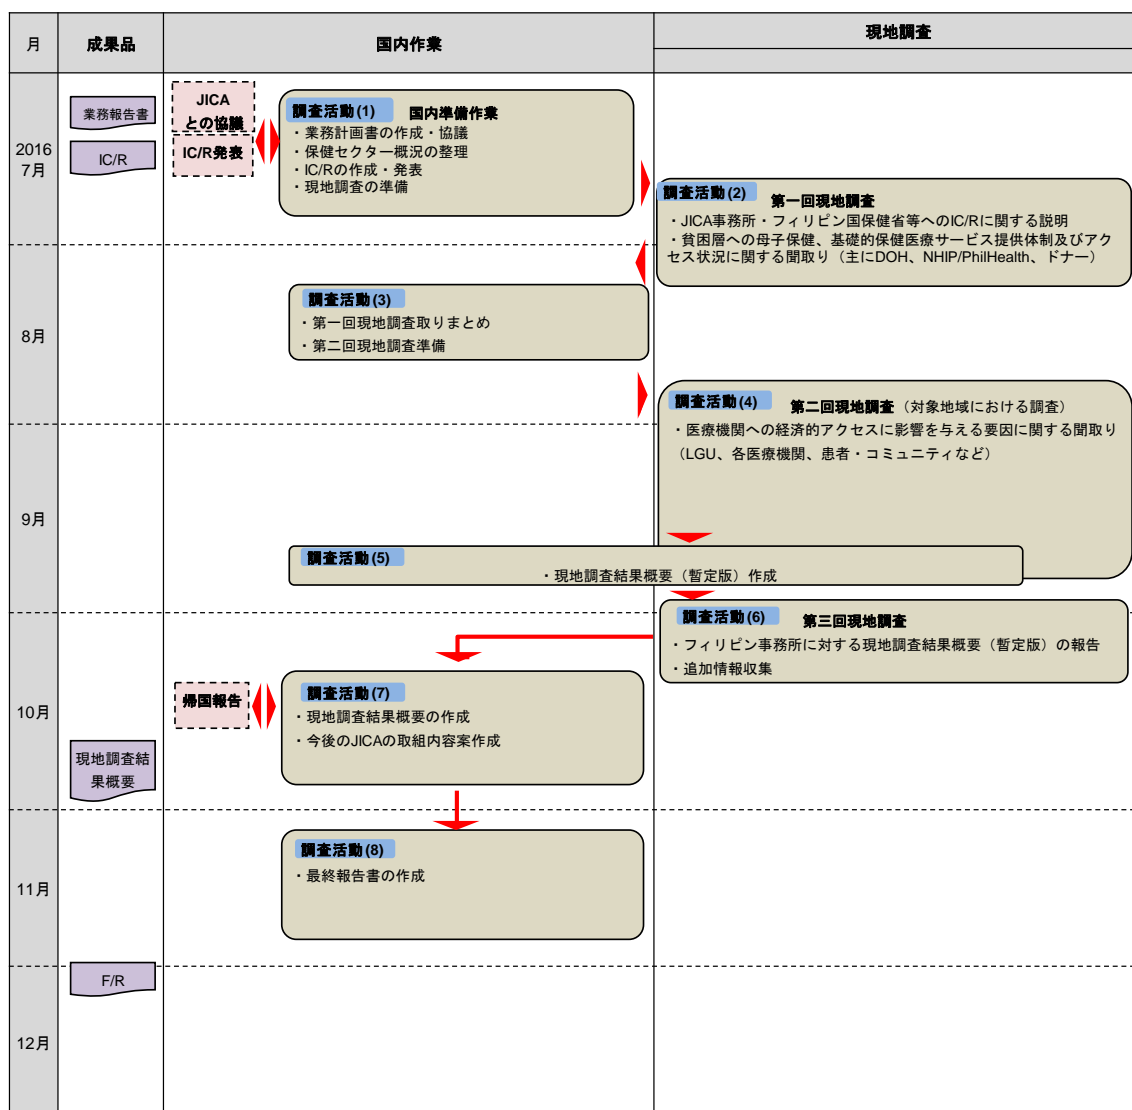 月
成果品
国内作業
現地調査
2016
7月
業務報告書
IC/R
JICA
との協議
IC/R発表
調査活動(1) 国内準備作業
・業務計画書の作成・協議
・保健セクター概況の整理
・IC/Rの作成・発表
・現地調査の準備
調査活動(2) 第一回現地調査
・JICA事務所・フィリピン国保健省等へのIC/Rに関する説明
・貧困層への母子保健、基礎的保健医療サービス提供体制及びアク
セス状況に関する聞取り（主にDOH、NHIP/PhilHealth、ドナー）
8月
調査活動(3)
・第一回現地調査取りまとめ
・第二回現地調査準備
調査活動(4) 第二回現地調査（対象地域における調査）
・医療機関への経済的アクセスに影響を与える要因に関する聞取り
（LGU、各医療機関、患者・コミュニティなど）
9月
調査活動(5)
・現地調査結果概要（暫定版）作成
調査活動(6) 第三回現地調査
・フィリピン事務所に対する現地調査結果概要（暫定版）の報告
・追加情報収集
10月
帰国報告
調査活動(7)
・現地調査結果概要の作成
・今後のJICAの取組内容案作成
現地調査結
果概要
11月
調査活動(8)
・最終報告書の作成
F/R
12月